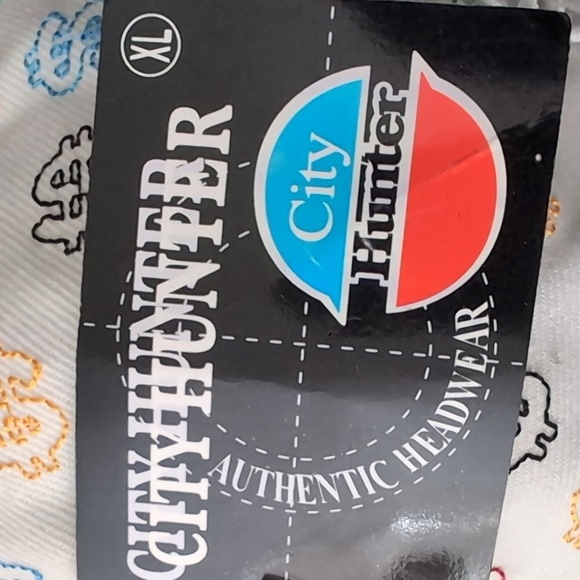 City
Hunter
AUTHENTIC HEADWEAR
CITY HUNTER
CITY HUNTER
XL